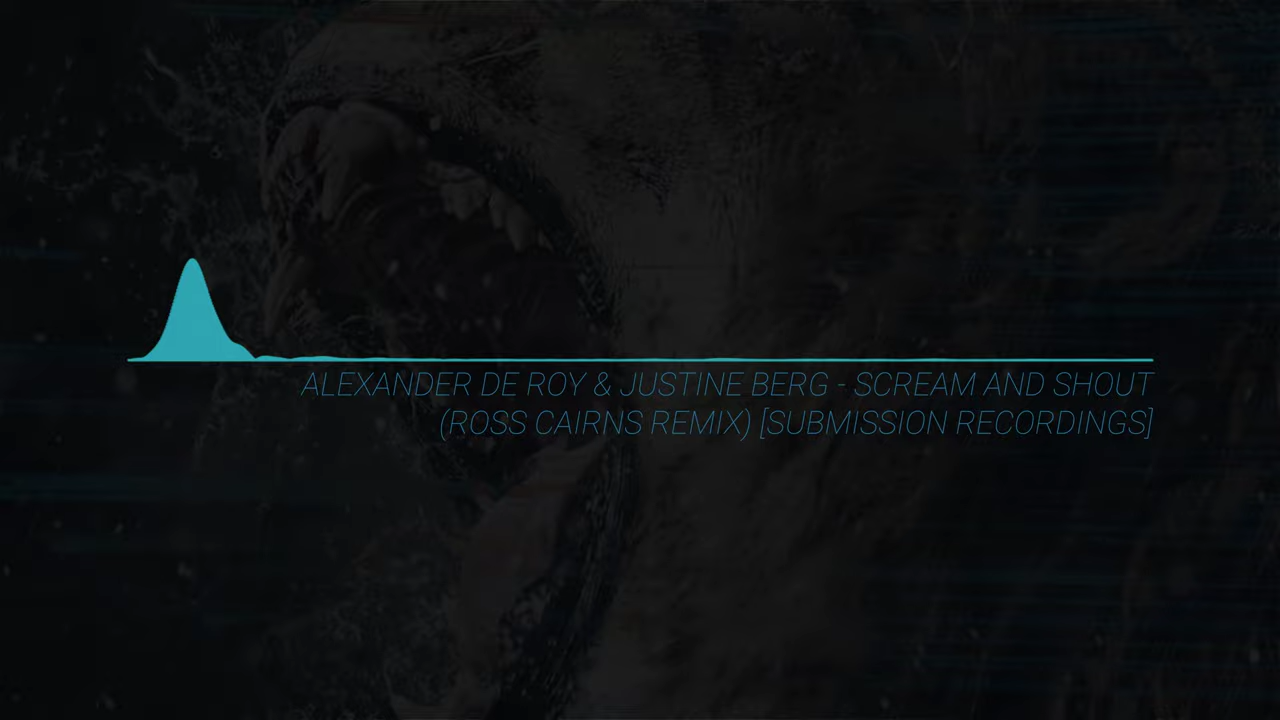 ALEXANDER DE ROY & JUSTINE BERG - SCREAM AND SHOUT
(ROSS CAIRNS REMIX) [SUBMISSION RECORDINGS]